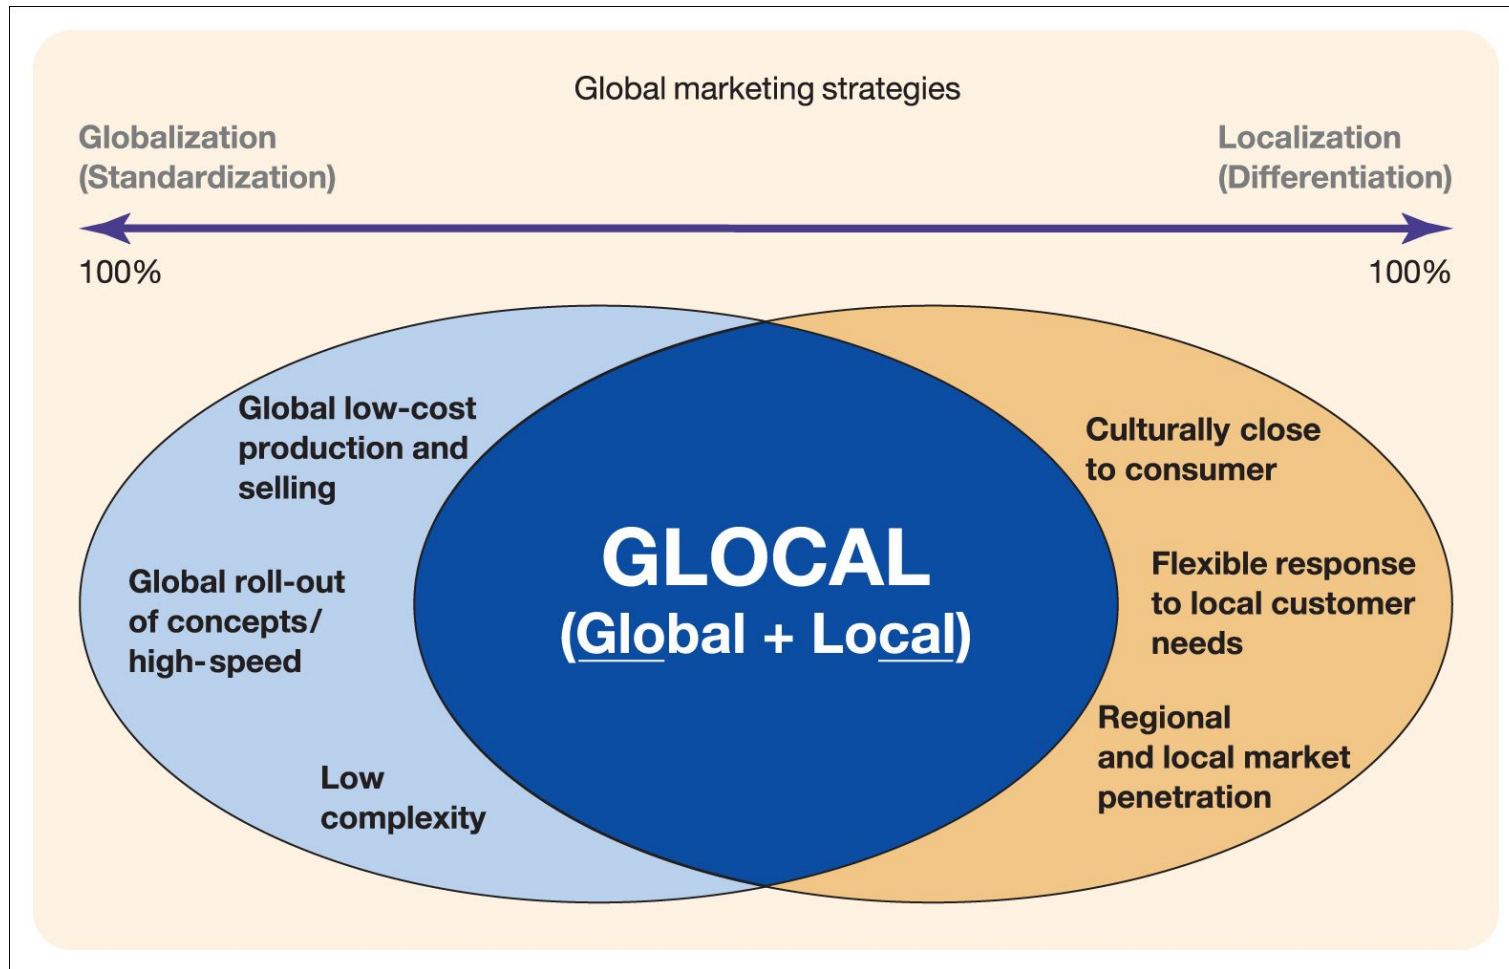 Global marketing strategies
Globalization
(Standardization)
Localization
(Differentiation)
100%
100%
Global low-cost
production and
selling
Global roll-out
of concepts/
high-speed
Low
complexity
GLOCAL
(Global + Local)
Culturally close
to consumer
Flexible response
to local customer
needs
Regional
and local market
penetration